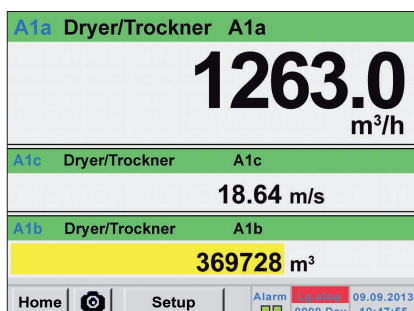 A1a Dryer/Trockner A1a
1263.0
m³/h
A1c Dryer/Trockner A1c
18.64 m/s
A1b Dryer/Trockner A1b
369728 m³
Home Setup Alarm 09.09.2013